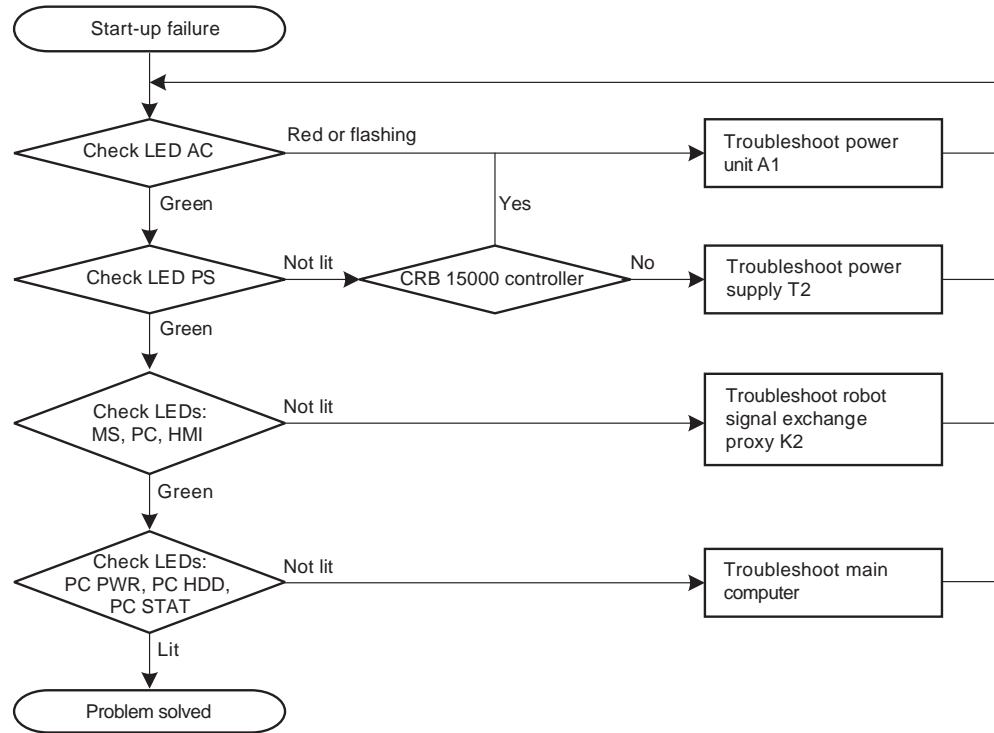 Start-up failure
Red or flashing
Check LED AC
Troubleshoot power
unit A1
Green
Yes
Not lit
Check LED PS
CRB 15000 controller
No
Troubleshoot power
supply T2
Green
Check LEDs:
MS, PC, HMI
Not lit
Troubleshoot robot
signal exchange
proxy K2
Green
Check LEDs:
PC PWR, PC HDD,
PC STAT
Not lit
Troubleshoot main
computer
Lit
Problem solved